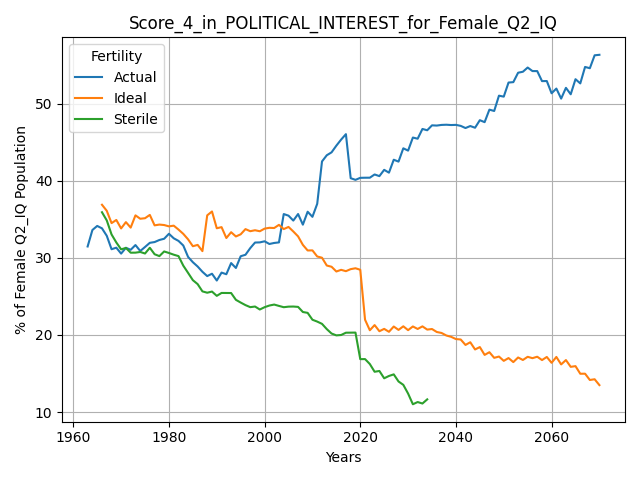 Score_4_in_POLITICAL_INTEREST_for_Female_Q2_IQ
Fertility
Actual
Ideal
Sterile
% of Female Q2_IQ Population
50
40
30
20
10
1960 1980 2000 2020 2040 2060
Years